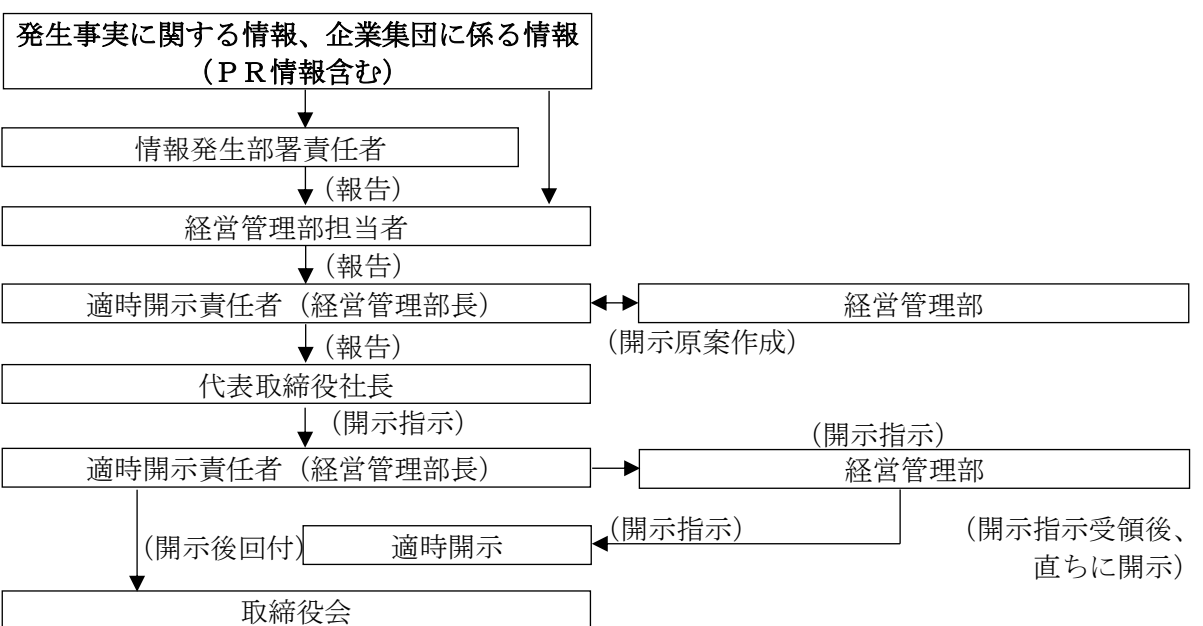 発生事実に関する情報、企業集団に係る情報
（ＰＲ情報含む）
情報発生部署責任者
（報告）
経営管理部担当者
（報告）
適時開示責任者（経営管理部長）
経営管理部
（開示原案作成）
（報告）
代表取締役社長
（開示指示）
（開示指示）
適時開示責任者（経営管理部長）
経営管理部
（開示後回付）
適時開示
（開示指示）
（開示指示受領後、
直ちに開示）
取締役会